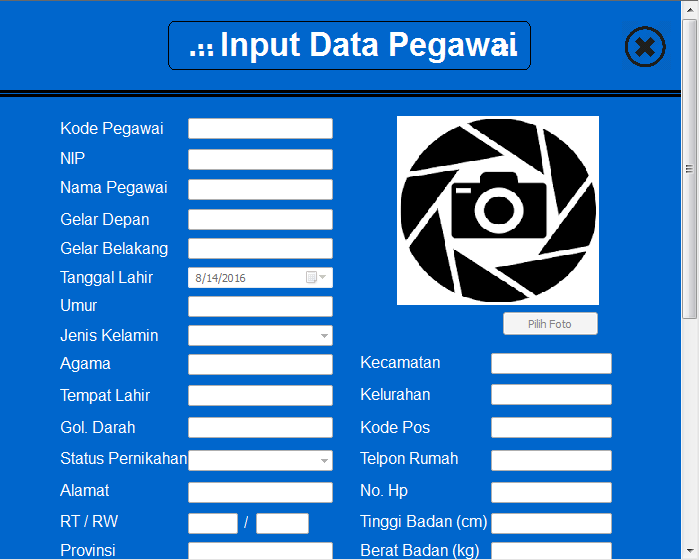 .:: Input Data Pegawai ::.
Kode Pegawai
NIP
Nama Pegawai
Gelar Depan
Gelar Belakang
Tanggal Lahir 8/14/2016
Umur
Jenis Kelamin
Agama
Tempat Lahir
Gol. Darah
Status Pernikahan
Alamat
RT / RW /
Provinsi
Pilih Foto
Kecamatan
Kelurahan
Kode Pos
Telpon Rumah
No. Hp
Tinggi Badan (cm)
Berat Badan (kg)